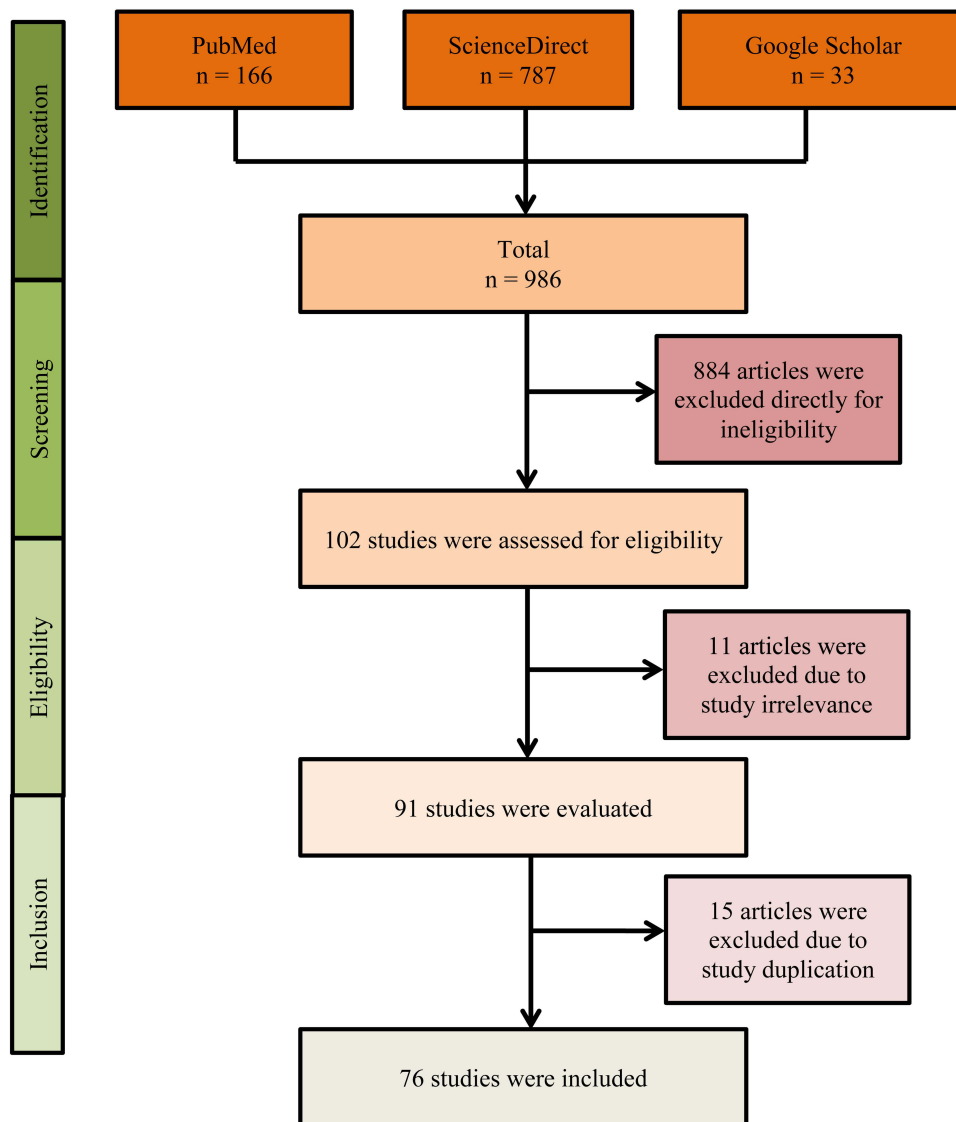 PubMed
n = 166
ScienceDirect
n = 787
Google Scholar
n = 33
Identification
Total
n = 986
Screening
884 articles were
excluded directly for
ineligibility
102 studies were assessed for eligibility
Eligibility
11 articles were
excluded due to
study irrelevance
91 studies were evaluated
Inclusion
15 articles were
excluded due to
study duplication
76 studies were included